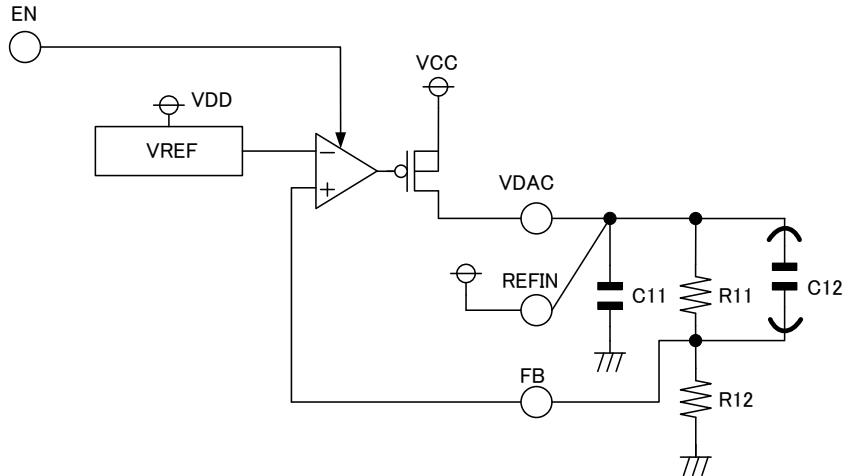 EN
VCC
VDD
VREF
−
+
VDAC
REFIN
C11
R11
C12
FB
R12